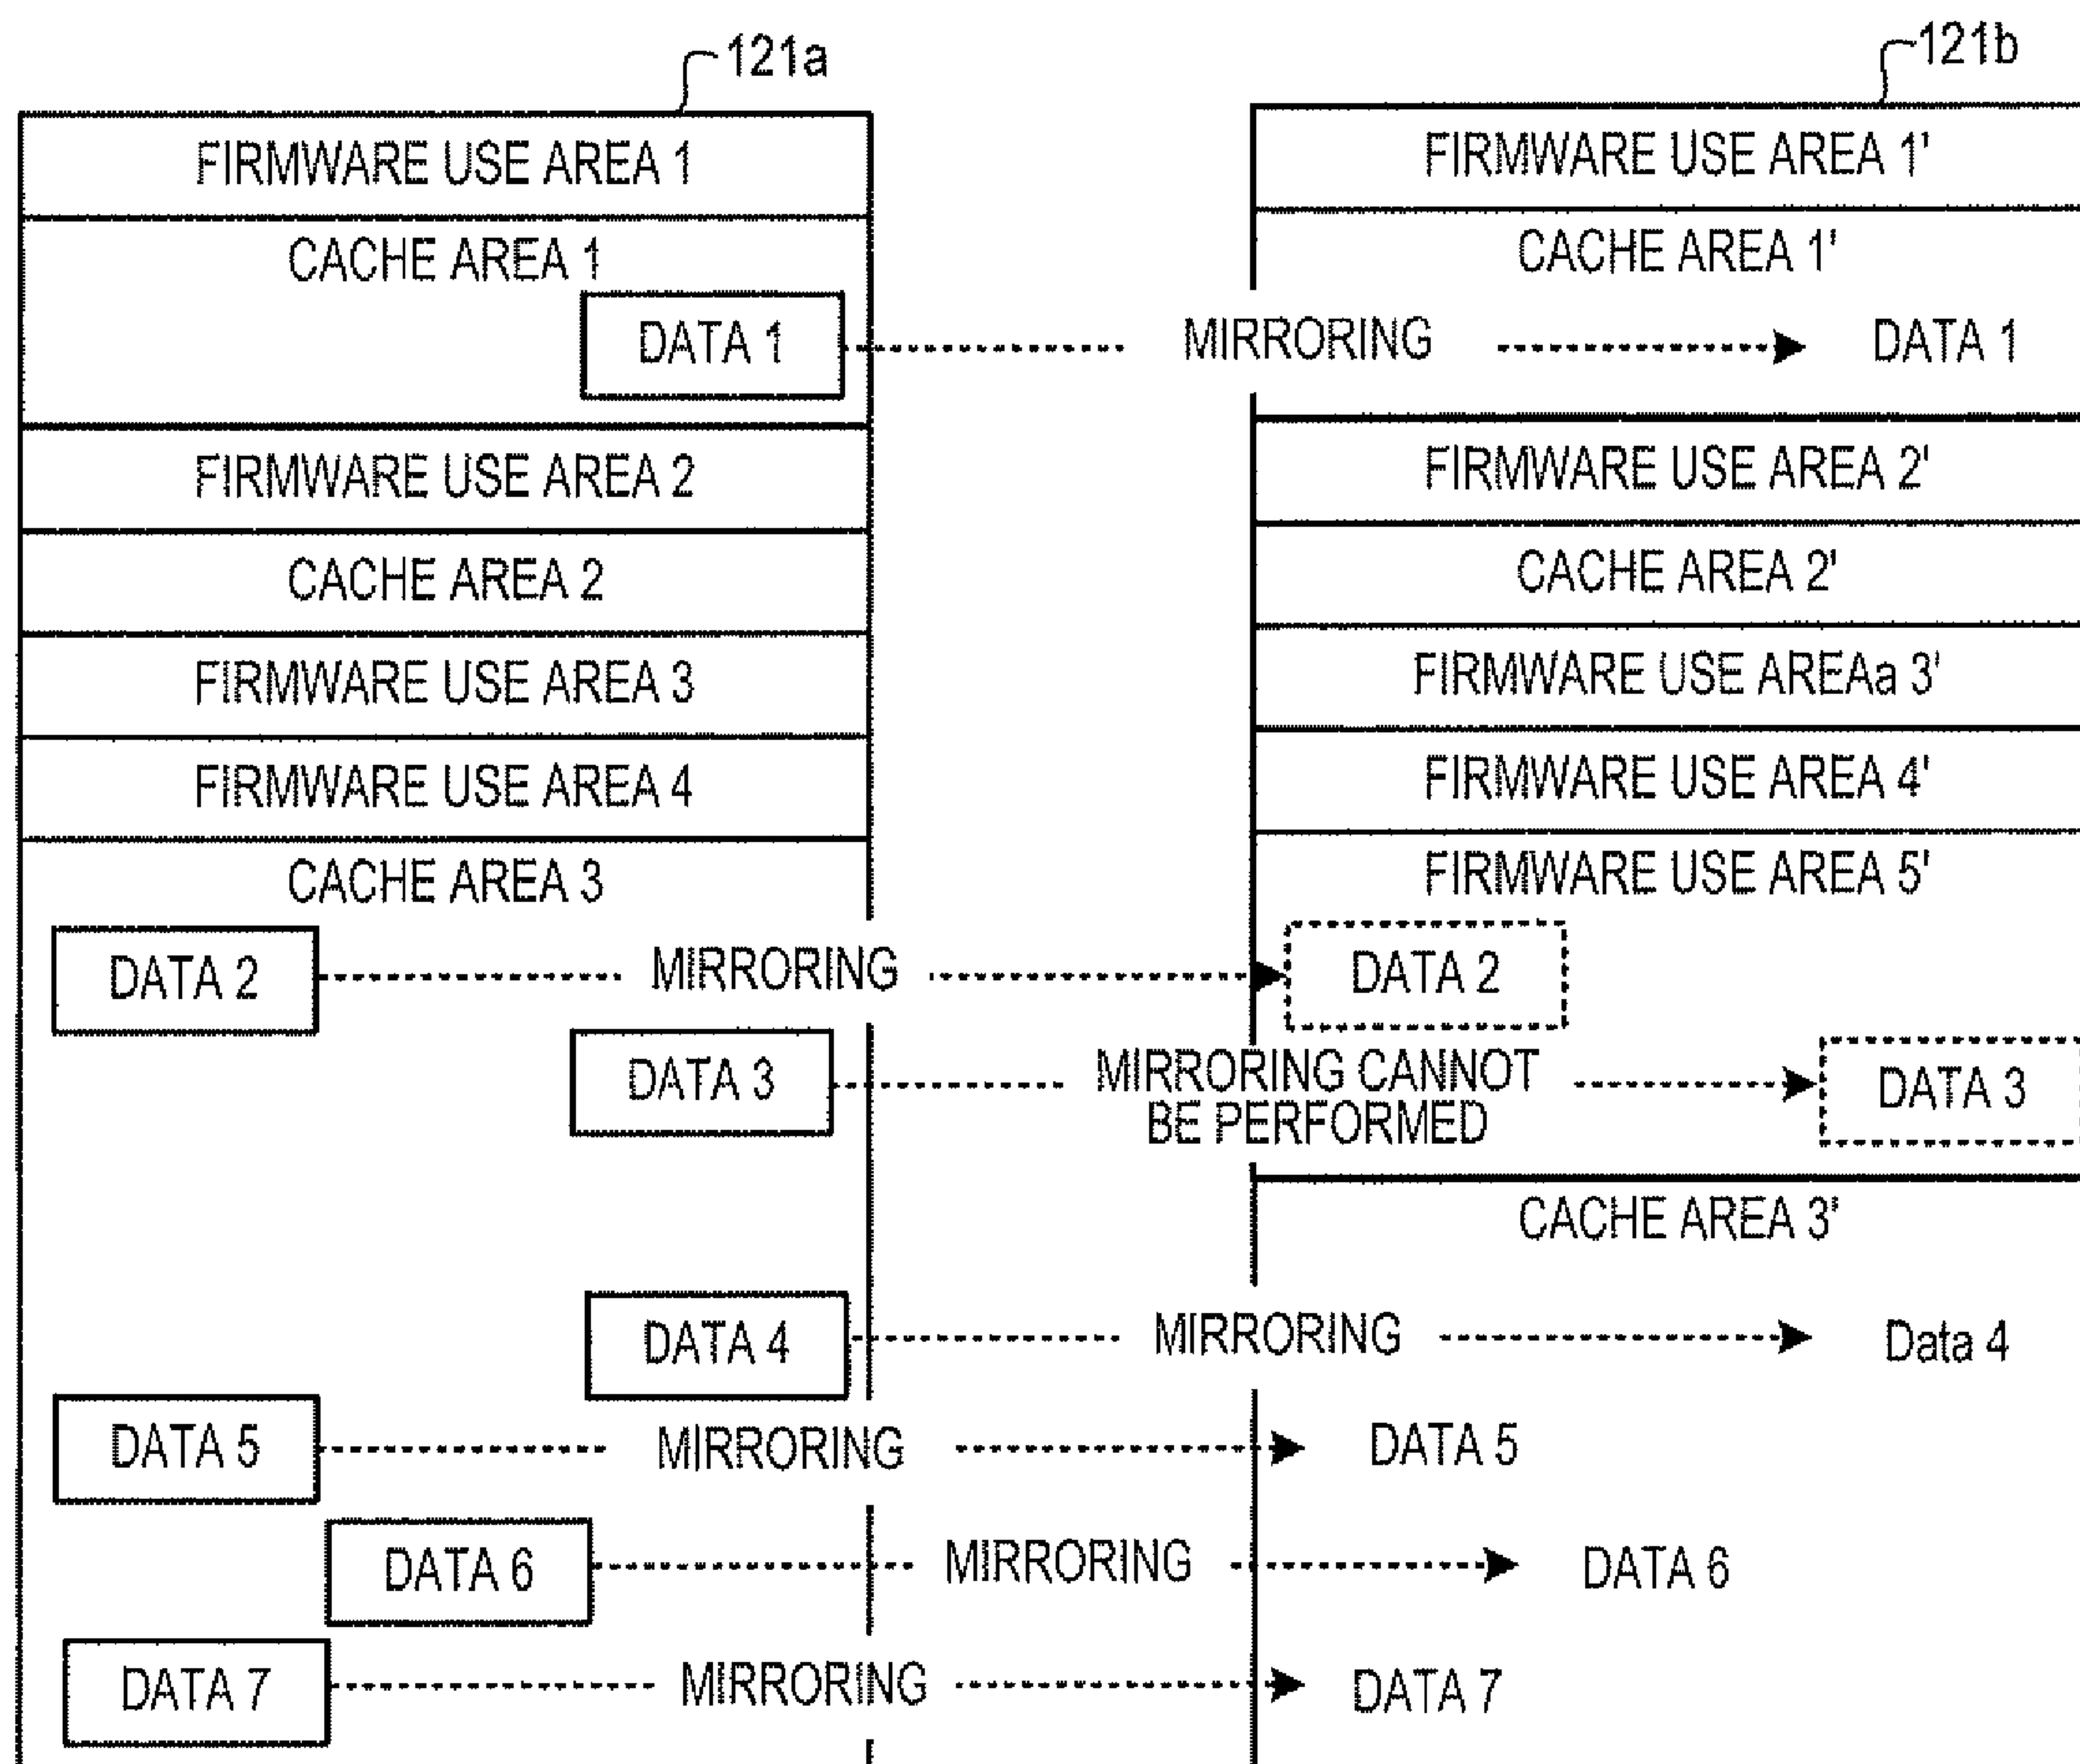 121a
121b
FIRMWARE USE AREA 1
FIRMWARE USE AREA 1'
CACHE AREA 1
CACHE AREA 1'
DATA 1
MIRRORING
DATA 1
FIRMWARE USE AREA 2
FIRMWARE USE AREA 2'
CACHE AREA 2
CACHE AREA 2'
FIRMWARE USE AREA 3
FIRMWARE USE AREAa 3'
FIRMWARE USE AREA 4
FIRMWARE USE AREA 4'
CACHE AREA 3
FIRMWARE USE AREA 5'
DATA 2
MIRRORING
DATA 2
DATA 3
MIRRORING CANNOT
BE PERFORMED
DATA 3
CACHE AREA 3'
DATA 4
MIRRORING
Data 4
DATA 5
MIRRORING
DATA 5
DATA 6
MIRRORING
DATA 6
DATA 7
MIRRORING
DATA 7